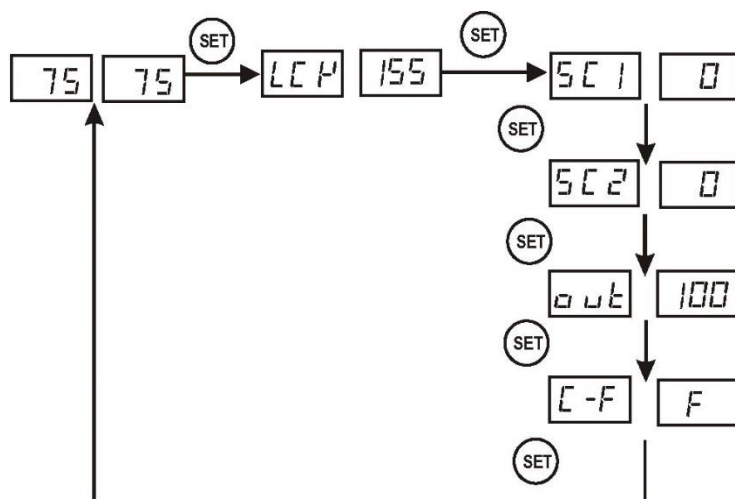 SET SET
75 75 LCK 155 SC1 0
SET
SC2 0
SET
out 100
SET
C-F F
SET